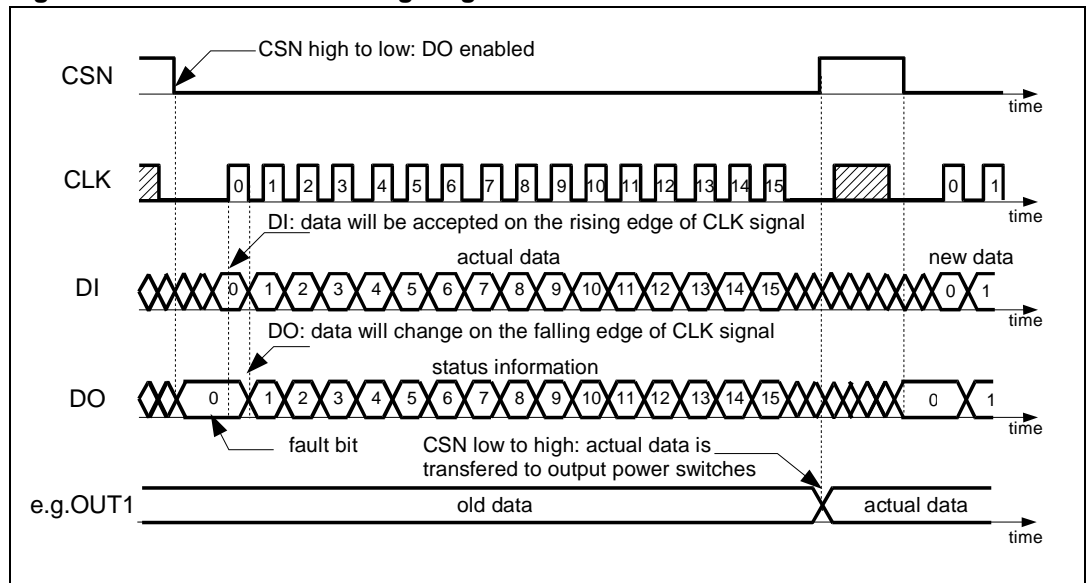 CSN high to low: DO enabled
CSN
time
CLK
0 1 2 3 4 5 6 7 8 9 10 11 12 13 14 15 0 1
time
DI: data will be accepted on the rising edge of CLK signal
actual data
new data
DI
0 1 2 3 4 5 6 7 8 9 10 11 12 13 14 15 0 1
time
DO: data will change on the falling edge of CLK signal
status information
DO
0 1 2 3 4 5 6 7 8 9 10 11 12 13 14 15 0 1
time
fault bit
CSN low to high: actual data is
transfered to output power switches
e.g.OUT1
old data
actual data
time